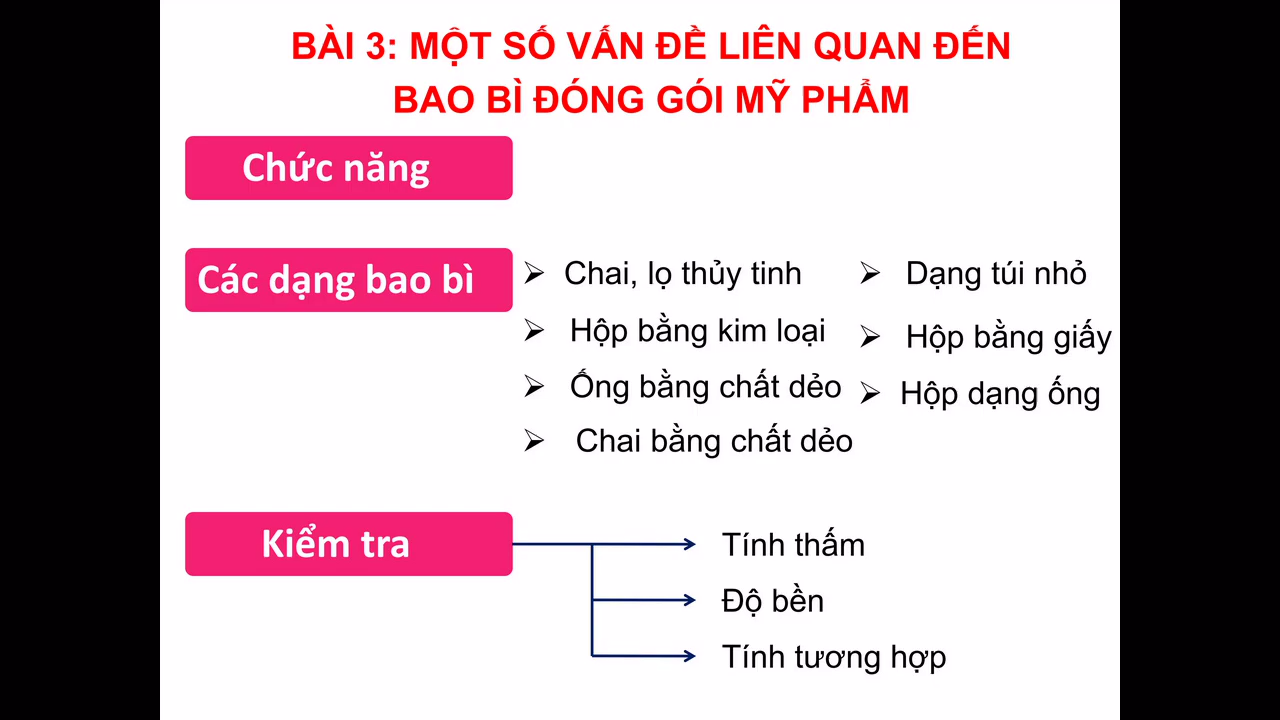 BÀI 3: MỘT SỐ VẤN ĐỀ LIÊN QUAN ĐẾN
BAO BÌ ĐÓNG GÓI MỸ PHẨM
Chức năng
Các dạng bao bì
Chai, lọ thủy tinh
Hộp bằng kim loại
Ống bằng chất dẻo
Chai bằng chất dẻo
Dạng túi nhỏ
Hộp bằng giấy
Hộp dạng ống
Kiểm tra
Tính thấm
Độ bền
Tính tương hợp